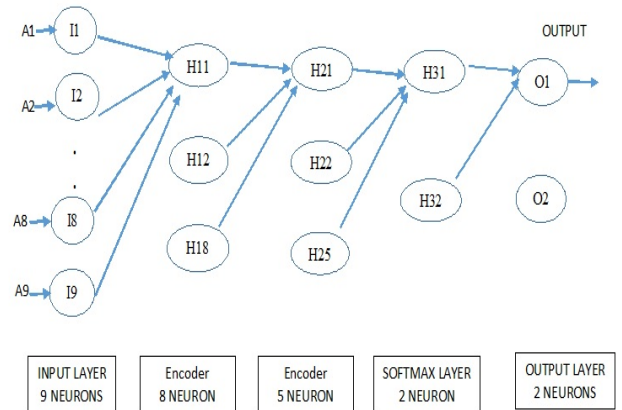 OUTPUT
A1
I1
H11
H21
H31
O1
A2
I2
H12
H22
H32
O2
.
.
A8
I8
H18
H25
A9
I9
INPUT LAYER
9 NEURONS
Encoder
8 NEURON
Encoder
5 NEURON
SOFTMAX LAYER
2 NEURON
OUTPUT LAYER
2 NEURONS